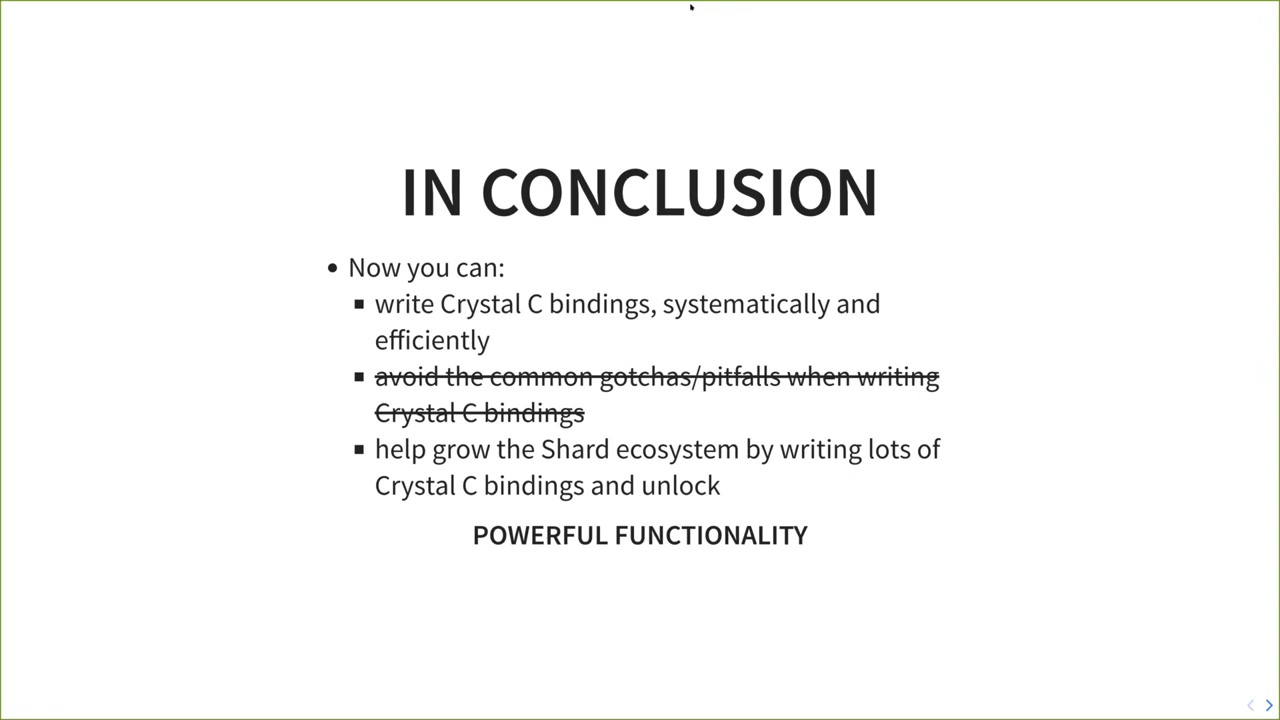 IN CONCLUSION
Now you can:
write Crystal C bindings, systematically and
efficiently
avoid the common gotchas/pitfalls when writing
Crystal C bindings
help grow the Shard ecosystem by writing lots of
Crystal C bindings and unlock
POWERFUL FUNCTIONALITY